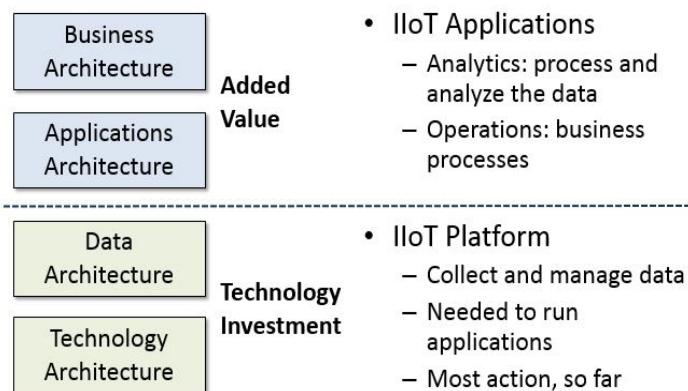 Business
Architecture
Applications
Architecture
Added
Value
• IIoT Applications
– Analytics: process and
analyze the data
– Operations: business
processes
Data
Architecture
Technology
Architecture
Technology
Investment
• IIoT Platform
– Collect and manage data
– Needed to run
applications
– Most action, so far